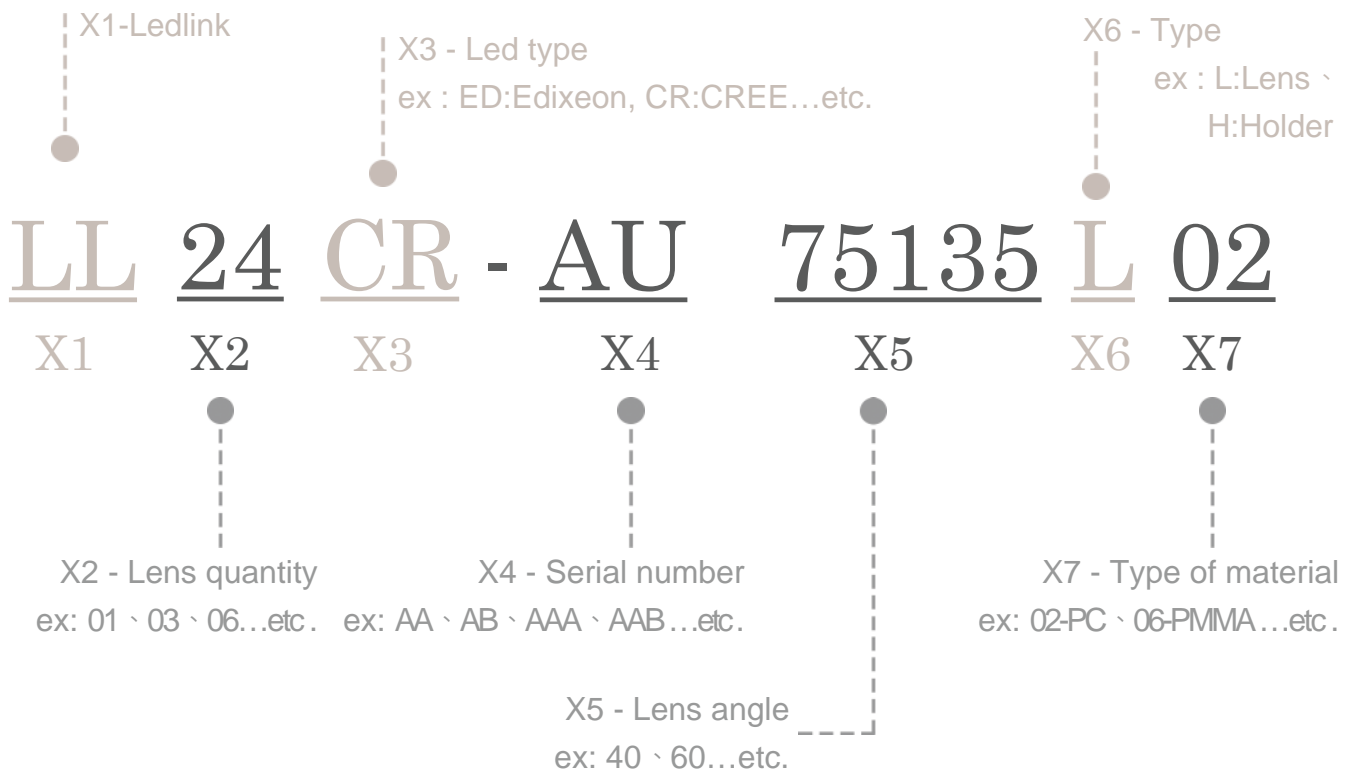 X1-Ledlink
X3 - Led type
ex : ED:Edixeon, CR:CREE…etc.
X6 - Type
ex : L:Lens、
H:Holder
LL 24 CR - AU 75135 L 02
X1 X2 X3 X4 X5 X6 X7
X2 - Lens quantity
ex: 01、03、06…etc.
X4 - Serial number
ex: AA、AB、AAA、AAB…etc.
X7 - Type of material
ex: 02-PC、06-PMMA…etc.
X5 - Lens angle
ex: 40、60…etc.